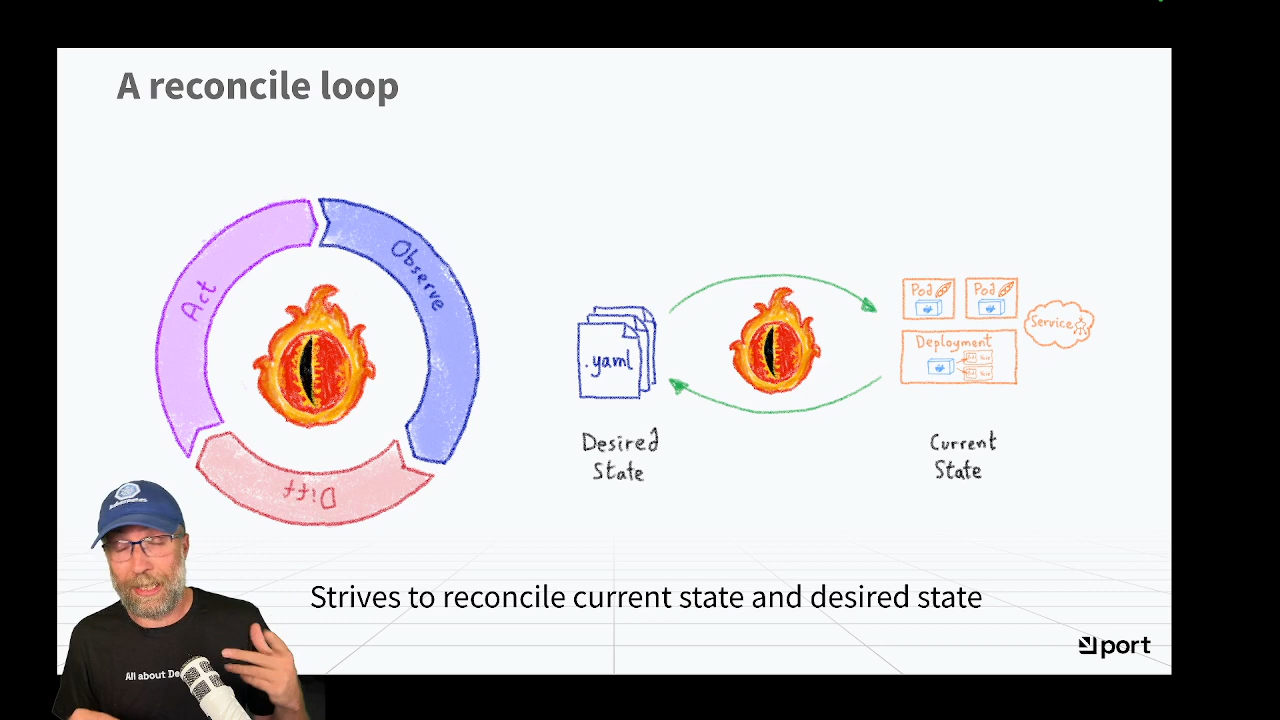 A reconcile loop
Act
Observe
Diff
.yaml
Desired
State
Pod
Pod
Service
Deployment
Current
State
Strives to reconcile current state and desired state
port
kubernetes
All about